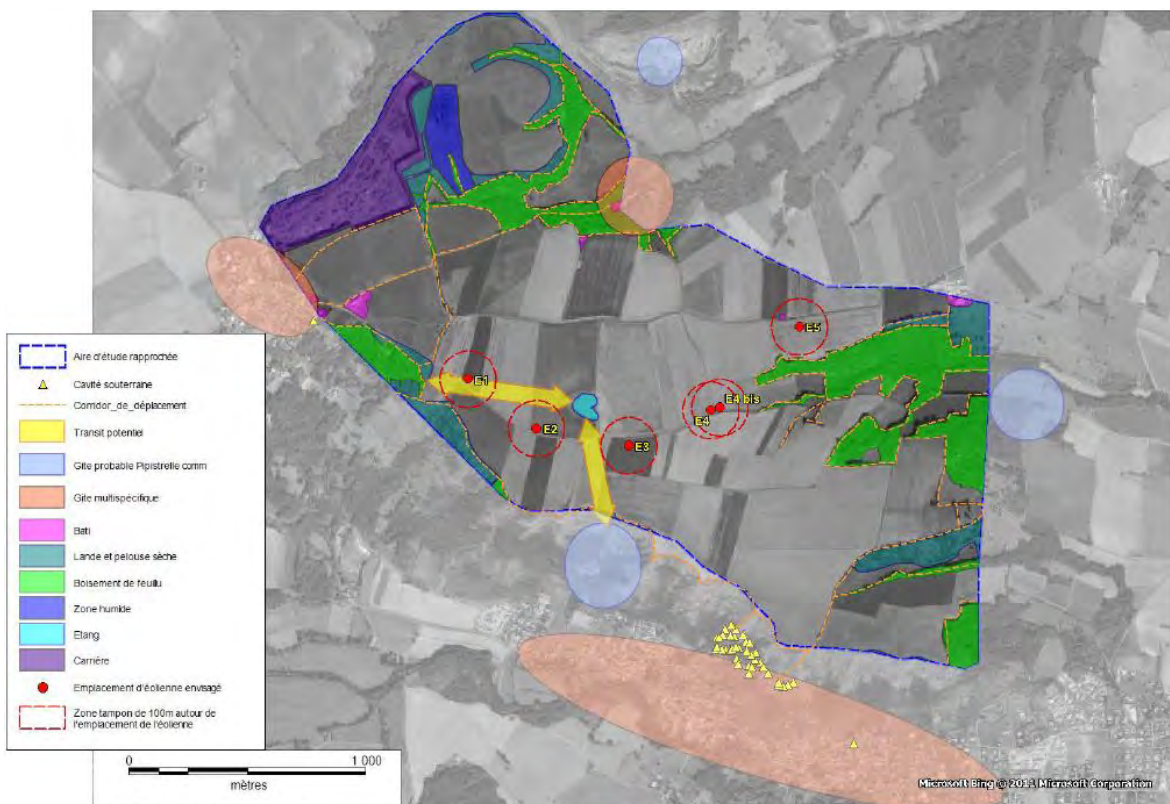 E5
E1
E4 bis
E4
E2
E3
Aire d'étude rapprochée
Cavité souterraine
Corridor_de_déplacement
Transit potentiel
Gîte probable Pipistrelle comm
Gîte multispécifique
Bati
Lande et pelouse sèche
Boisement de feuillu
Zone humide
Etang
Carrière
Emplacement d'éolienne envisagé
Zone tampon de 100m autour de
l'emplacement de l'éolienne
0 1 000
mètres
Microsoft Bing © 2011 Microsoft Corporation